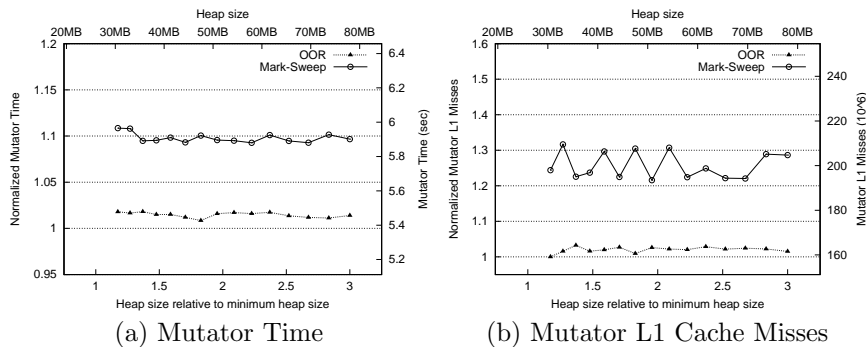 Heap size
20MB 30MB 40MB 50MB 60MB 70MB 80MB
1.2
1.15
1.1
1.05
1
0.95
Normalized Mutator Time
OOR
Mark-Sweep
6.4
6.2
6
5.8
5.6
5.4
5.2
Mutator Time (sec)
1 1.5 2 2.5 3
Heap size relative to minimum heap size
(a) Mutator Time
Heap size
20MB 30MB 40MB 50MB 60MB 70MB 80MB
1.6
1.5
1.4
1.3
1.2
1.1
1
Normalized Mutator L1 Misses
OOR
Mark-Sweep
240
220
200
180
160
Mutator L1 Misses (10^6)
1 1.5 2 2.5 3
Heap size relative to minimum heap size
(b) Mutator L1 Cache Misses